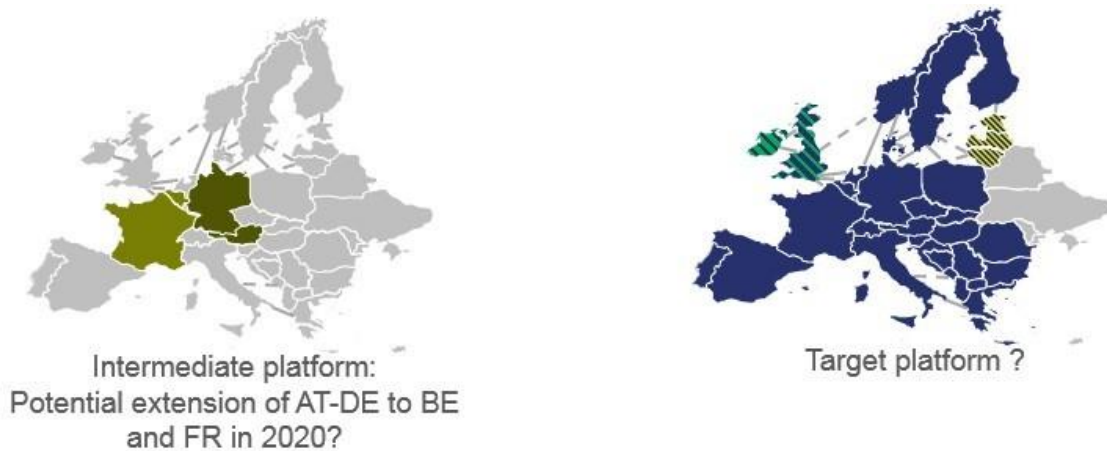 Intermediate platform:
Potential extension of AT-DE to BE
and FR in 2020?
Target platform ?